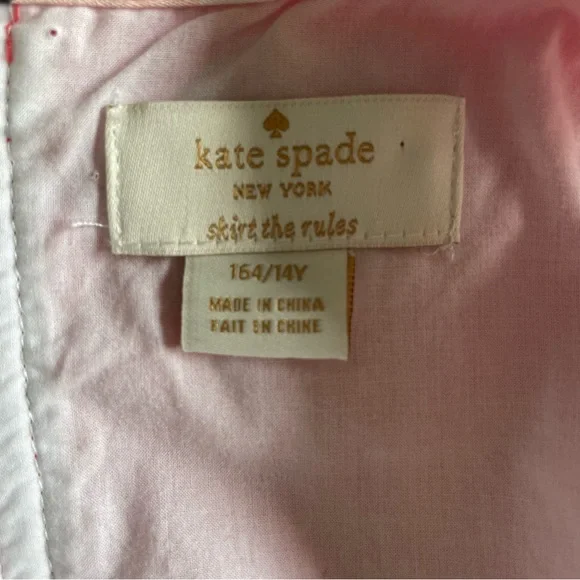 kate spade
NEW YORK
skirt the rules
164/14Y
MADE IN CHINA
FAIT EN CHINE